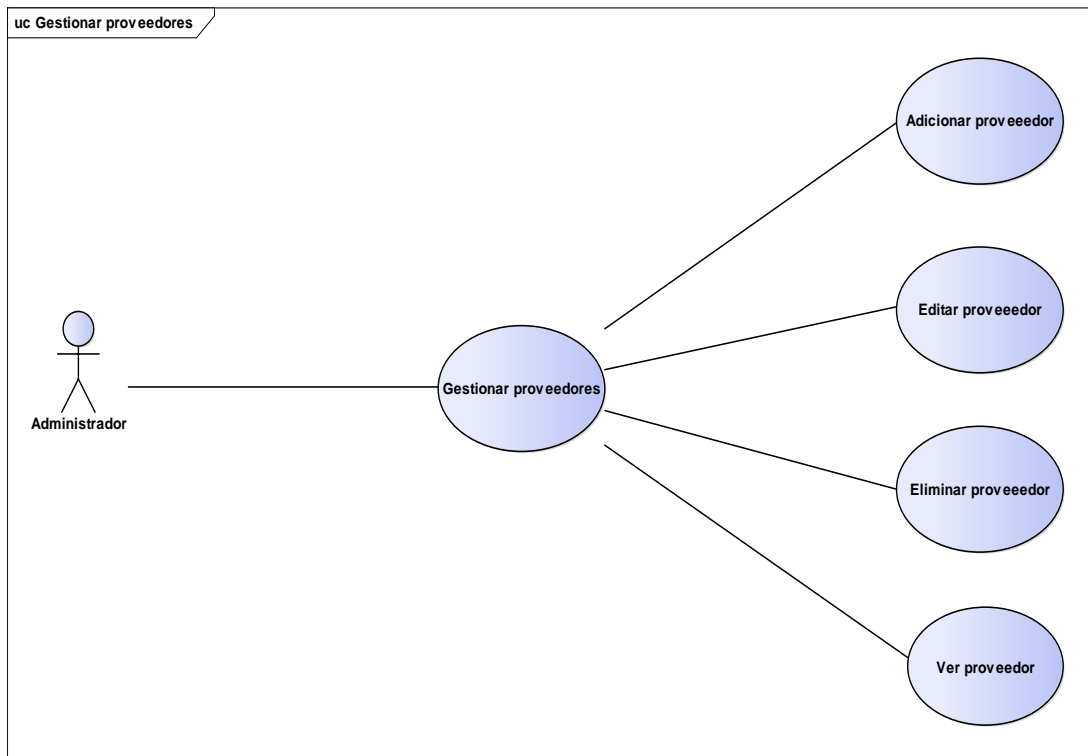 uc Gestionar proveedores
Adicionar proveeedor
Editar proveeedor
Administrador
Gestionar proveedores
Eliminar proveeedor
Ver proveedor